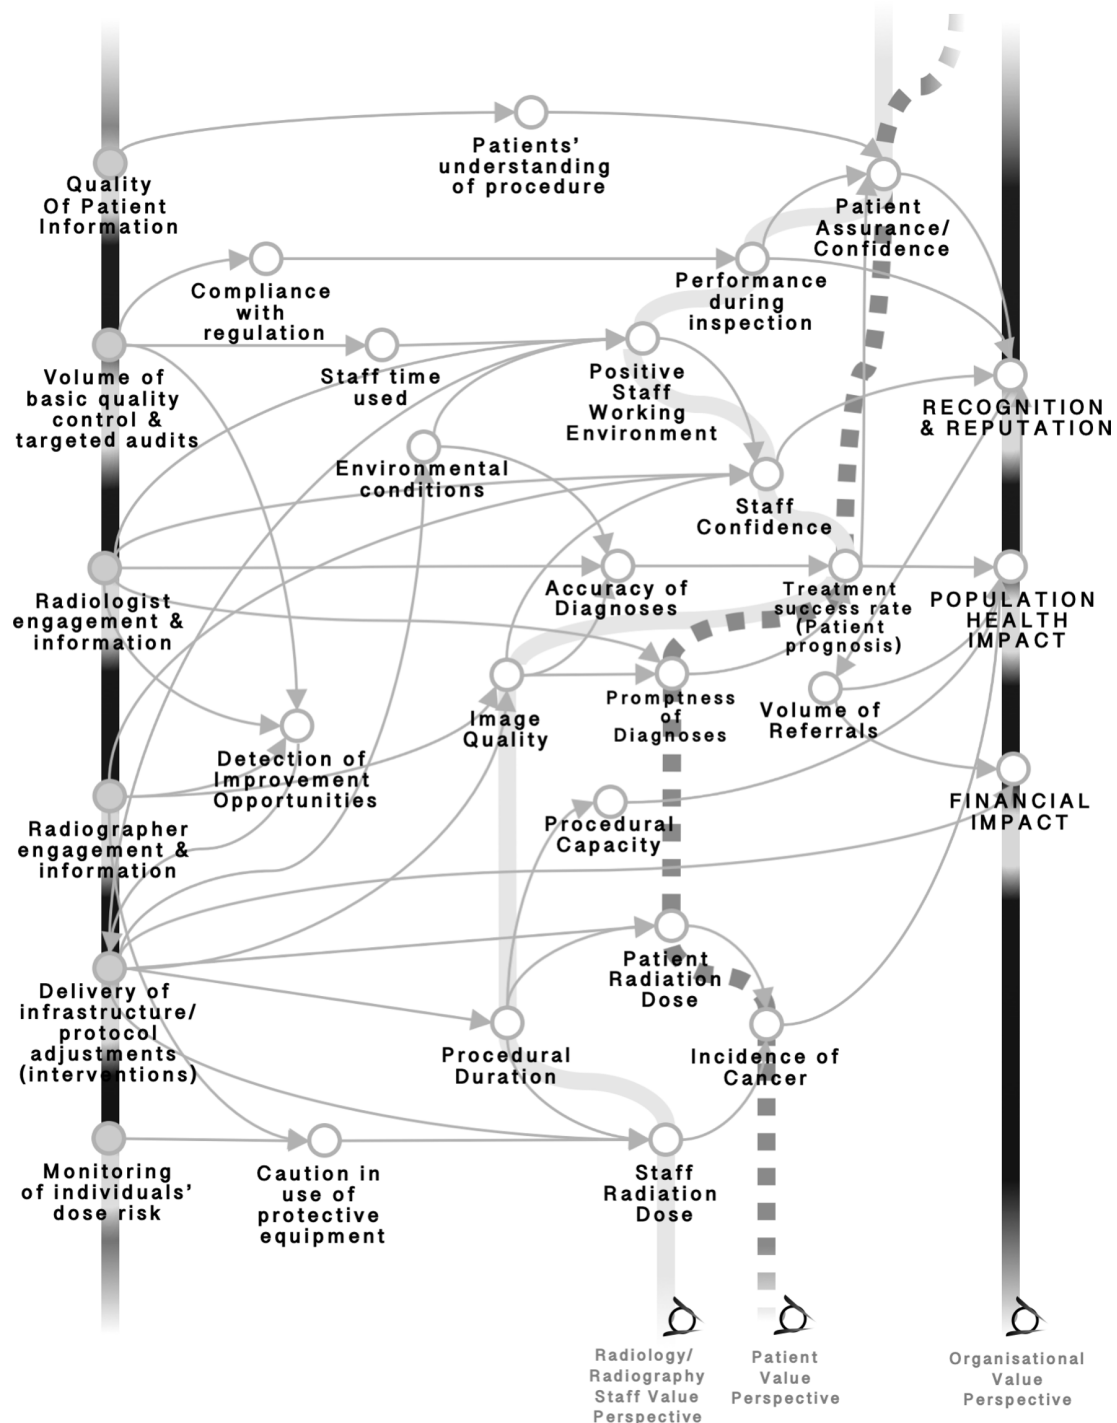 Patients’
understanding
of procedure
Quality
Of Patient
Information
Patient
Assurance/
Confidence
Compliance
with
regulation
Performance
during
inspection
Volume of
basic quality
control &
targeted audits
Staff time
used
Positive
Staff
Working
Environment
RECOGNITION
& REPUTATION
Environmental
conditions
Staff
Confidence
Radiologist
engagement &
information
Accuracy of
Diagnoses
Treatment
success rate
(Patient
prognosis)
POPULATION
HEALTH
IMPACT
Image
Quality
Promptness
of
Diagnoses
Volume of
Referrals
Detection of
Improvement
Opportunities
Radiographer
engagement &
information
Procedural
Capacity
FINANCIAL
IMPACT
Delivery of
infrastructure/
protocol
adjustments
(interventions)
Patient
Radiation
Dose
Procedural
Duration
Incidence of
Cancer
Monitoring
of individuals’
dose risk
Caution in
use of
protective
equipment
Staff
Radiation
Dose
Radiology/
Radiography
Staff Value
Perspective
Patient
Value
Perspective
Organisational
Value
Perspective